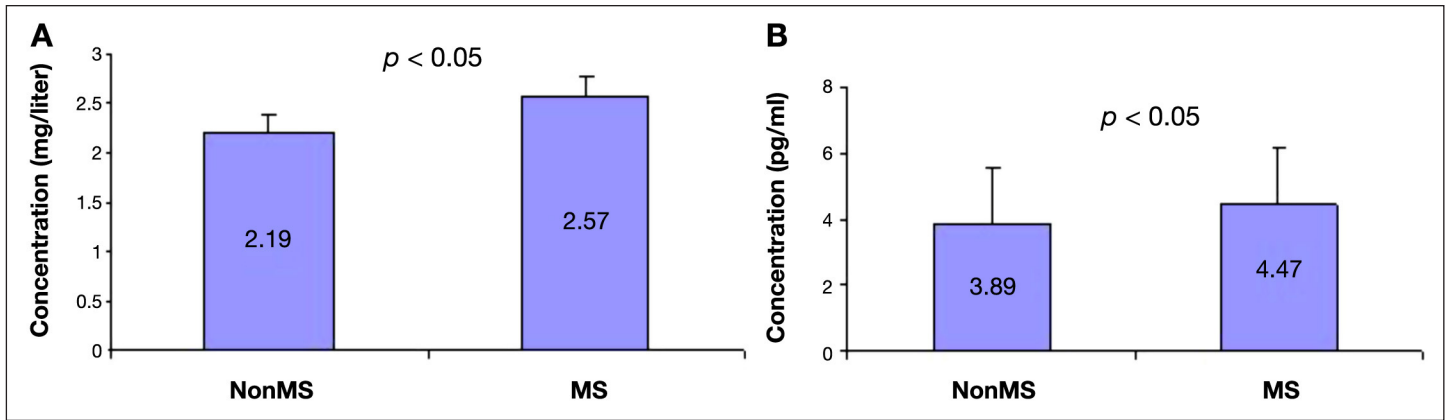 A
Concentration (mg/liter)
3
2.5
2
1.5
1
0.5
0
p < 0.05
2.19
2.57
NonMS
MS
B
Concentration (pg/ml)
8
6
4
2
0
p < 0.05
3.89
4.47
NonMS
MS